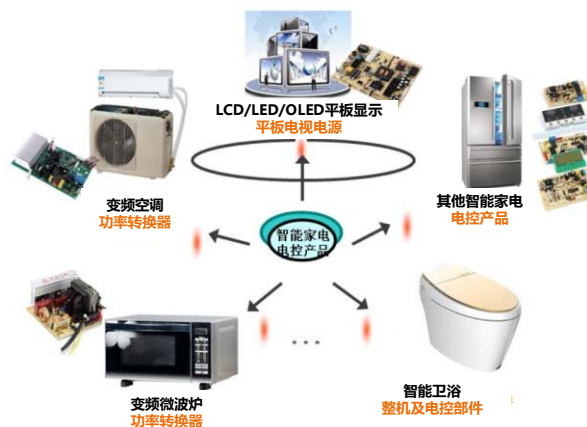 LCD/LED/OLED平板显示
平板电视电源
变频空调
功率转换器
其他智能家电
电控产品
智能家电
电控产品
变频微波炉
功率转换器
...
智能卫浴
整机及电控部件